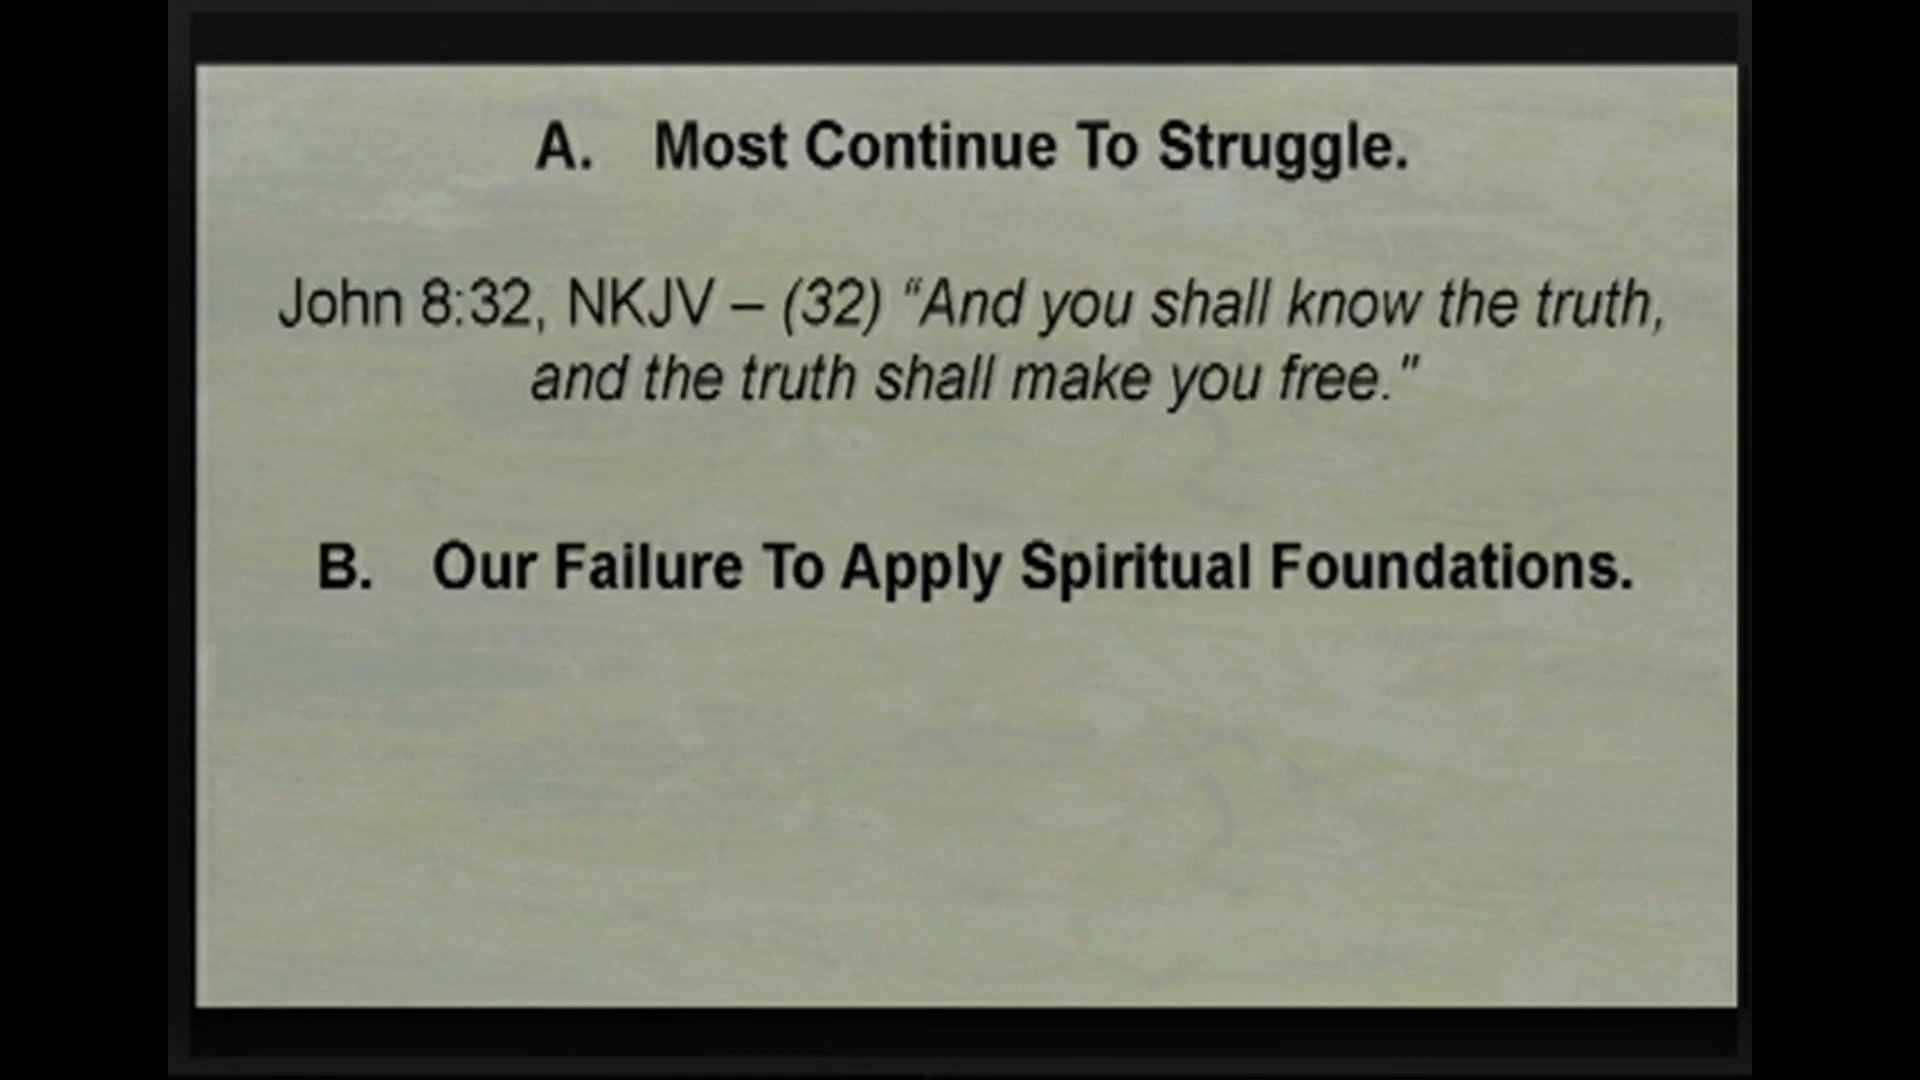 A. Most Continue To Struggle.
John 8:32, NKJV – (32) “And you shall know the truth,
and the truth shall make you free."
B. Our Failure To Apply Spiritual Foundations.